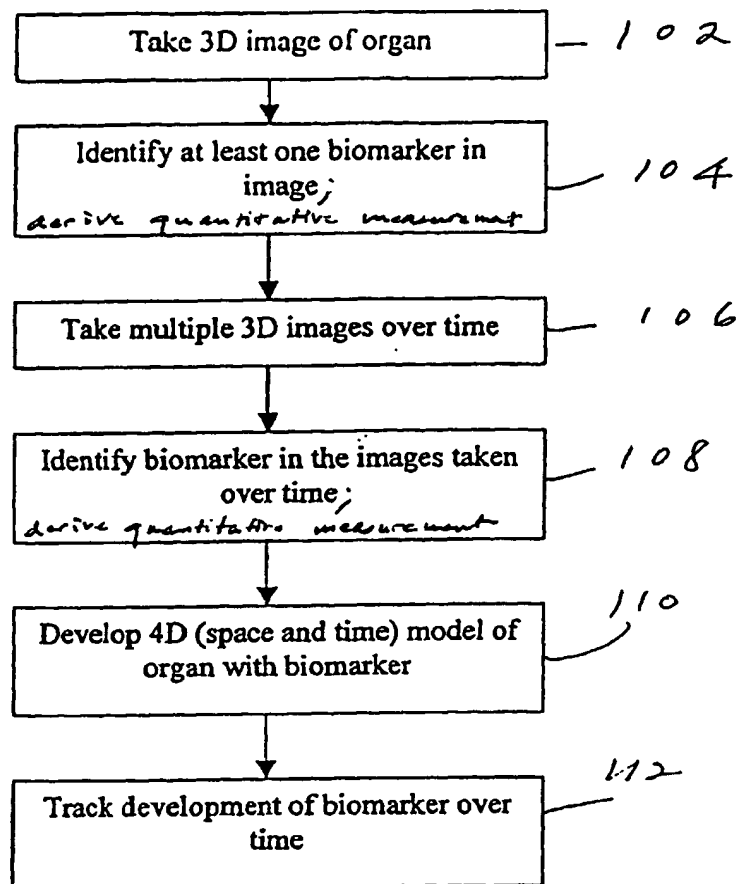 Take 3D image of organ
102
Identify at least one biomarker in
image;
derive quantitative measuremat
104
Take multiple 3D images over time
106
Identify biomarker in the images taken
over time;
derive quantitative measurement
108
Develop 4D (space and time) model of
organ with biomarker
110
Track development of biomarker over
time
112